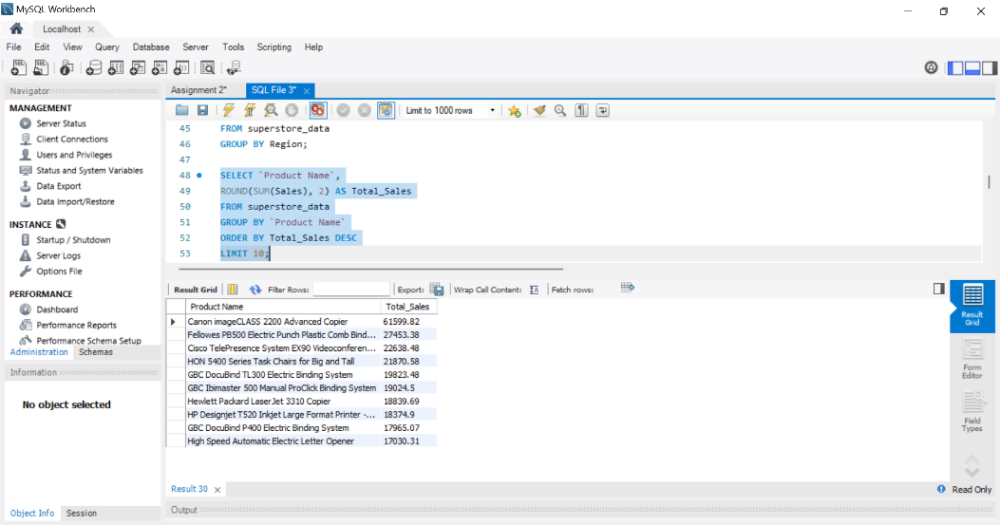 MySQL Workbench
Localhost
File Edit View Query Database Server Tools Scripting Help
Navigator
MANAGEMENT
Server Status
Client Connections
Users and Privileges
Status and System Variables
Data Export
Data Import/Restore
INSTANCE
Startup / Shutdown
Server Logs
Options File
PERFORMANCE
Dashboard
Performance Reports
Performance Schema Setup
Administration Schemas
Information
No object selected
Object Info Session
Assignment 2* SQL File 3*
Limit to 1000 rows
45 FROM superstore_data
46 GROUP BY Region;
47
48 SELECT `Product Name`,
49 ROUND(SUM(Sales), 2) AS Total_Sales
50 FROM superstore_data
51 GROUP BY `Product Name`
52 ORDER BY Total_Sales DESC
53 LIMIT 10;
Result Grid Filter Rows: Export: Wrap Cell Content: Fetch rows:
Product Name Total_Sales
Canon imageCLASS 2200 Advanced Copier 61599.82
Fellowes PB500 Electric Punch Plastic Comb Bind... 27453.38
Cisco TelePresence System EX90 Videoconferen... 22638.48
HON 5400 Series Task Chairs for Big and Tall 21870.58
GBC DocuBind TL300 Electric Binding System 19823.48
GBC Ibimaster 500 Manual ProClick Binding System 19024.5
Hewlett Packard LaserJet 3310 Copier 18839.69
HP Designjet T520 Inkjet Large Format Printer -... 18374.9
GBC DocuBind P400 Electric Binding System 17965.07
High Speed Automatic Electric Letter Opener 17030.31
Result
Grid
Form
Editor
Field
Types
Result 30
Read Only
Output